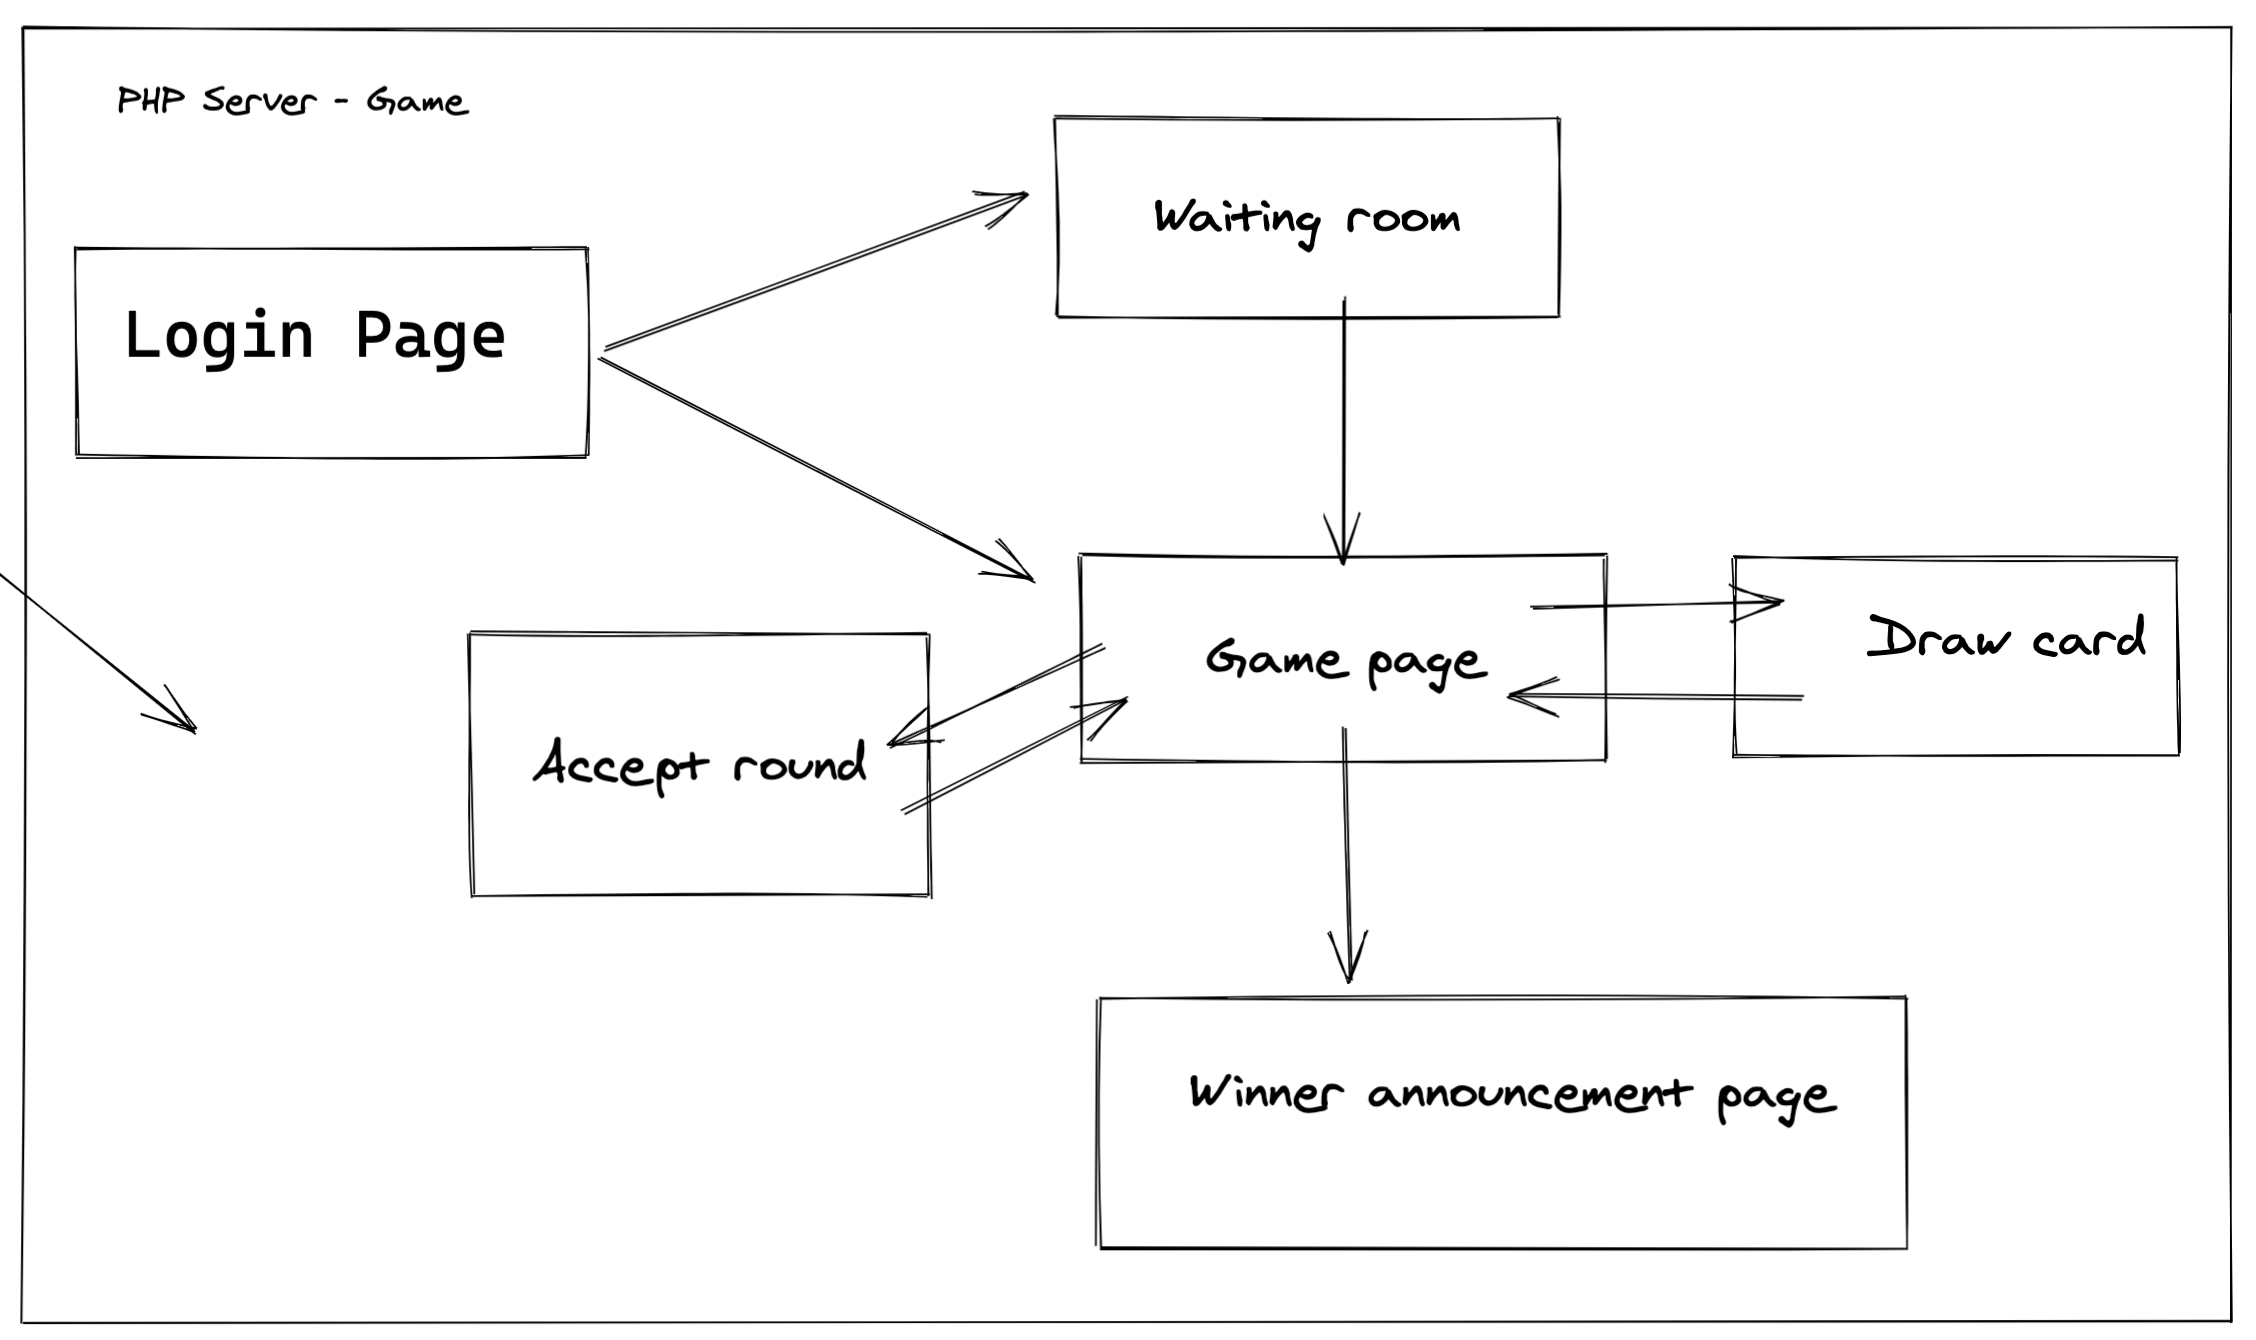 PHP Server - Game
Waiting room
Login Page
Game page
Draw card
Accept round
Winner announcement page